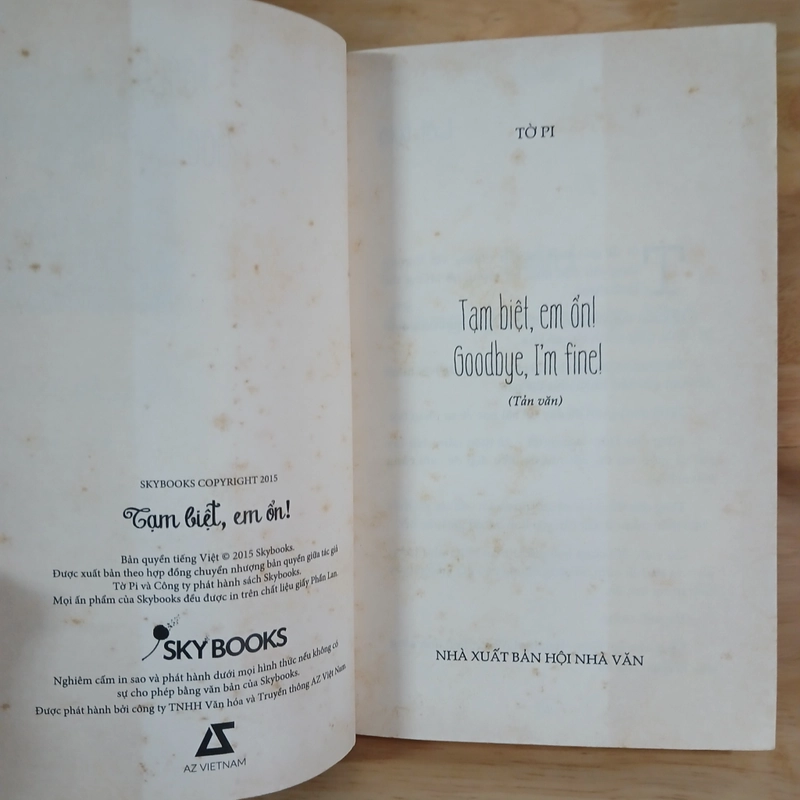 SKYBOOKS COPYRIGHT 2015
Tạm biệt, em ổn!
Bản quyền tiếng Việt © 2015 Skybooks.
Được xuất bản theo hợp đồng chuyển nhượng bản quyền giữa tác giả
Tờ Pi và Công ty phát hành sách Skybooks.
Mọi ấn phẩm của Skybooks đều được in trên chất liệu giấy Phần Lan.
SKYBOOKS
Nghiêm cấm in sao và phát hành dưới mọi hình thức nếu không có
sự cho phép bằng văn bản của Skybooks.
Được phát hành bởi công ty TNHH Văn hóa và Truyền thông AZ Việt Nam
AZ VIETNAM
TỜ PI
Tạm biệt, em ổn!
Goodbye, I'm fine!
(Tản văn)
NHÀ XUẤT BẢN HỘI NHÀ VĂN